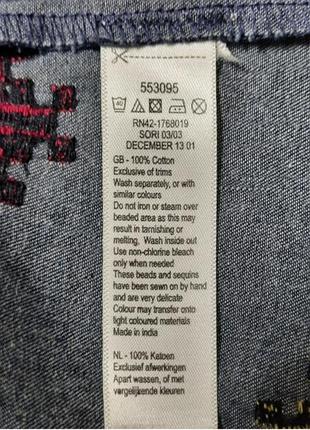 553095
40
RN42-1768019
SORI 03/03
DECEMBER 13 01
GB - 100% Cotton
Exclusive of trims
Wash separately, or with
similar colours
Do not iron or steam over
beaded area as this may
result in tarnishing or
melting. Wash inside out
Use non-chlorine bleach
only when needed
These beads and sequins
have been sewn on by hand
and are very delicate
Colour may transfer onto
light coloured materials
Made in India
NL - 100% Katoen
Exclusief afwerkingen
Apart wassen, of met
vergelijkende kleuren